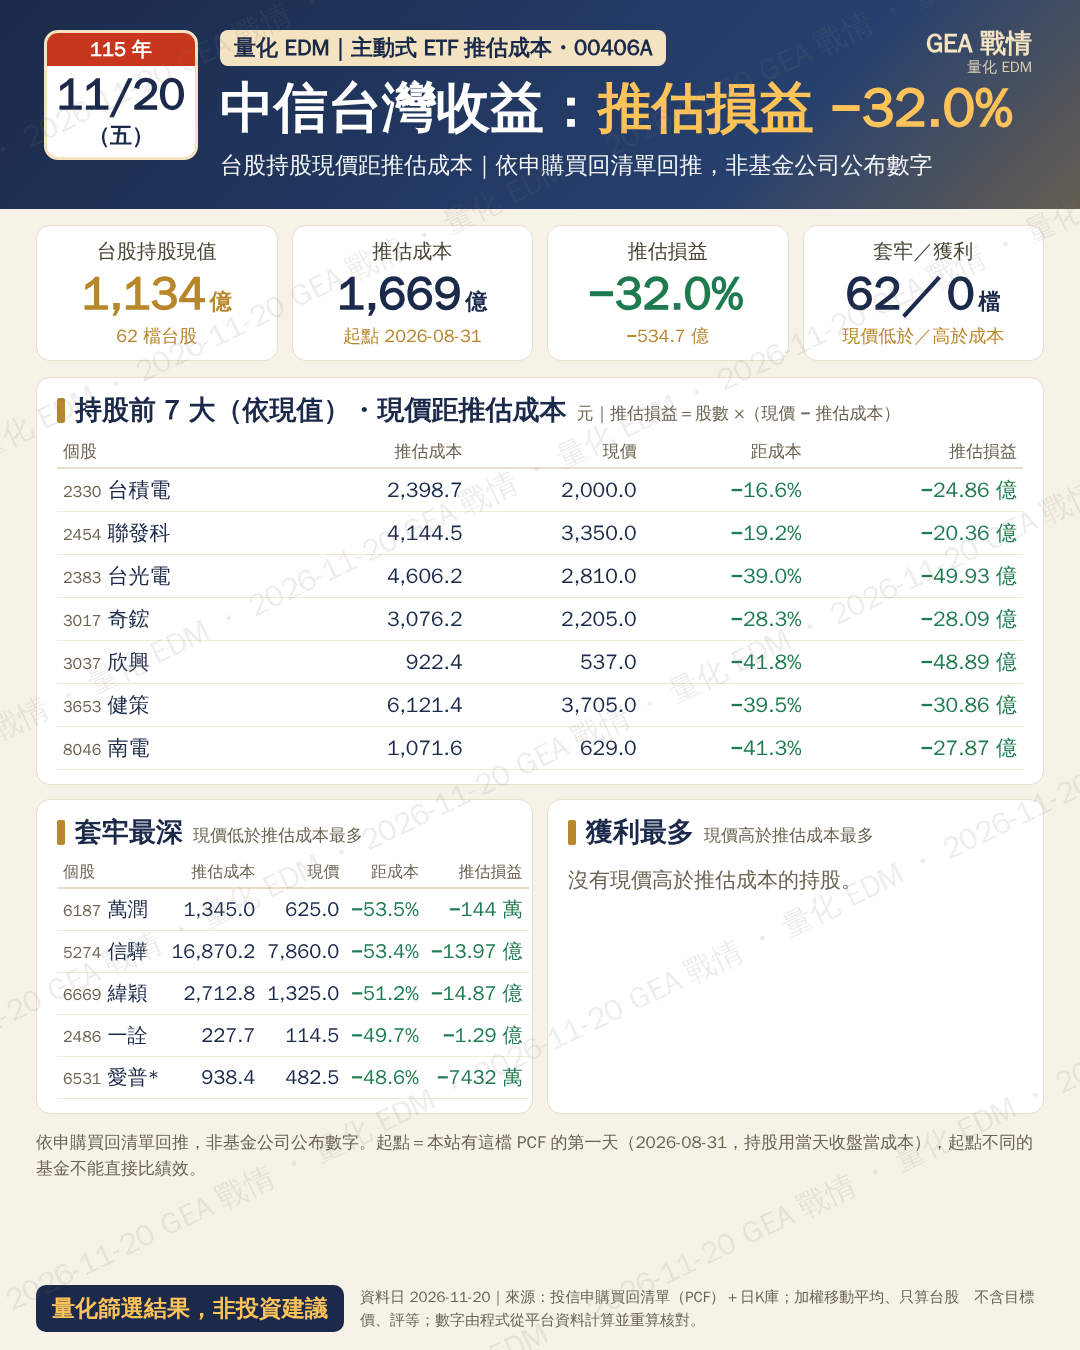 115 年
11/20
（五）
量化 EDM｜主動式 ETF 推估成本・00406A
GEA 戰情
量化 EDM
中信台灣收益：推估損益 −32.0%
台股持股現價距推估成本｜依申購買回清單回推，非基金公司公布數字
台股持股現值
1,134 億
62 檔台股
推估成本
1,669 億
起點 2026-08-31
推估損益
−32.0%
−534.7 億
套牢／獲利
62／0 檔
現價低於／高於成本
持股前 7 大（依現值）・現價距推估成本 元｜推估損益＝股數 ×（現價 − 推估成本）
個股 推估成本 現價 距成本 推估損益
2330 台積電 2,398.7 2,000.0 −16.6% −24.86 億
2454 聯發科 4,144.5 3,350.0 −19.2% −20.36 億
2383 台光電 4,606.2 2,810.0 −39.0% −49.93 億
3017 奇鋐 3,076.2 2,205.0 −28.3% −28.09 億
3037 欣興 922.4 537.0 −41.8% −48.89 億
3653 健策 6,121.4 3,705.0 −39.5% −30.86 億
8046 南電 1,071.6 629.0 −41.3% −27.87 億
套牢最深 現價低於推估成本最多
個股 推估成本 現價 距成本 推估損益
6187 萬潤 1,345.0 625.0 −53.5% −144 萬
5274 信驊 16,870.2 7,860.0 −53.4% −13.97 億
6669 緯穎 2,712.8 1,325.0 −51.2% −14.87 億
2486 一詮 227.7 114.5 −49.7% −1.29 億
6531 愛普* 938.4 482.5 −48.6% −7432 萬
獲利最多 現價高於推估成本最多
沒有現價高於推估成本的持股。
依申購買回清單回推，非基金公司公布數字。起點＝本站有這檔 PCF 的第一天（2026-08-31，持股用當天收盤當成本），起點不同的
基金不能直接比績效。
量化篩選結果，非投資建議
資料日 2026-11-20｜來源：投信申購買回清單（PCF）＋日K庫；加權移動平均、只算台股　不含目標
價、評等；數字由程式從平台資料計算並重算核對。